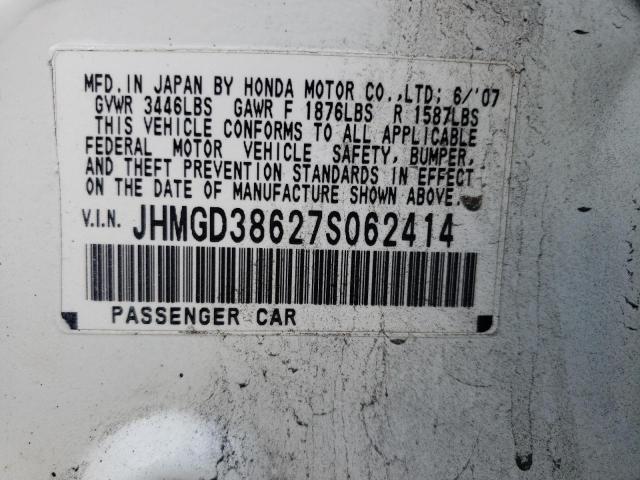 MFD. IN JAPAN BY HONDA MOTOR CO.,LTD; 6/'07
GVWR 3446LBS GAWR F 1876LBS R 1587LBS
THIS VEHICLE CONFORMS TO ALL APPLICABLE
FEDERAL MOTOR VEHICLE SAFETY, BUMPER,
AND THEFT PREVENTION STANDARDS IN EFFECT
ON THE DATE OF MANUFACTURE SHOWN ABOVE.
V.I.N. JHMGD38627S062414
PASSENGER CAR